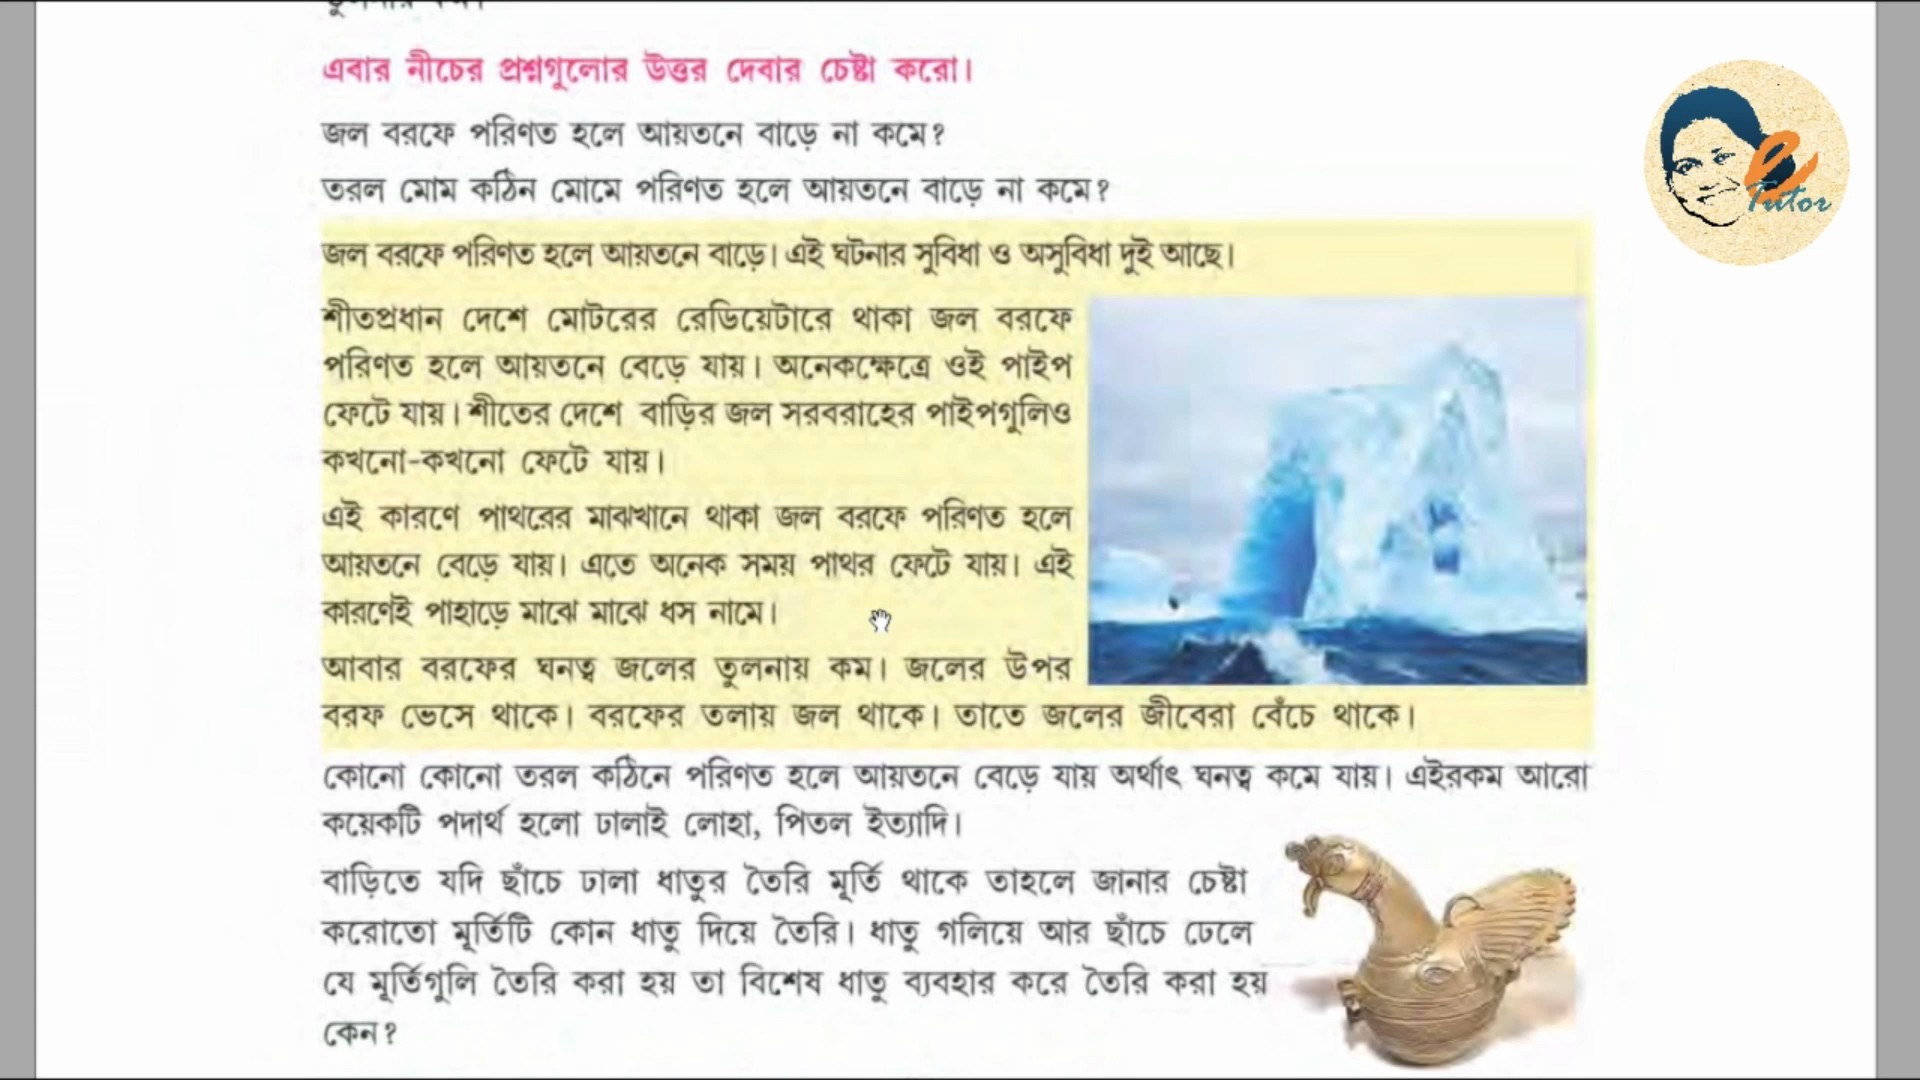 এবার নীচের প্রশ্নগুলোর উত্তর দেবার চেষ্টা করো।
জল বরফে পরিণত হলে আয়তনে বাড়ে না কমে?
তরল মোম কঠিন মোমে পরিণত হলে আয়তনে বাড়ে না কমে?
জল বরফে পরিণত হলে আয়তনে বাড়ে। এই ঘটনার সুবিধা ও অসুবিধা দুই আছে।
শীতপ্রধান দেশে মোটরের রেডিয়েটারে থাকা জল বরফে
পরিণত হলে আয়তনে বেড়ে যায়। অনেকক্ষেত্রে ওই পাইপ
ফেটে যায়। শীতের দেশে বাড়ির জল সরবরাহের পাইপগুলিও
কখনো-কখনো ফেটে যায়।
এই কারণে পাথরের মাঝখানে থাকা জল বরফে পরিণত হলে
আয়তনে বেড়ে যায়। এতে অনেক সময় পাথর ফেটে যায়। এই
কারণেই পাহাড়ে মাঝে মাঝে ধস নামে।
আবার বরফের ঘনত্ব জলের তুলনায় কম। জলের উপর
বরফ ভেসে থাকে। বরফের তলায় জল থাকে। তাতে জলের জীবেরা বেঁচে থাকে।
কোনো কোনো তরল কঠিনে পরিণত হলে আয়তনে বেড়ে যায় অর্থাৎ ঘনত্ব কমে যায়। এইরকম আরো
কয়েকটি পদার্থ হলো ঢালাই লোহা, পিতল ইত্যাদি।
বাড়িতে যদি ছাঁচে ঢালা ধাতুর তৈরি মূর্তি থাকে তাহলে জানার চেষ্টা
করোতো মূর্তিটি কোন ধাতু দিয়ে তৈরি। ধাতু গলিয়ে আর ছাঁচে ঢেলে
যে মূর্তিগুলি তৈরি করা হয় তা বিশেষ ধাতু ব্যবহার করে তৈরি করা হয়
কেন?
e
Tutor